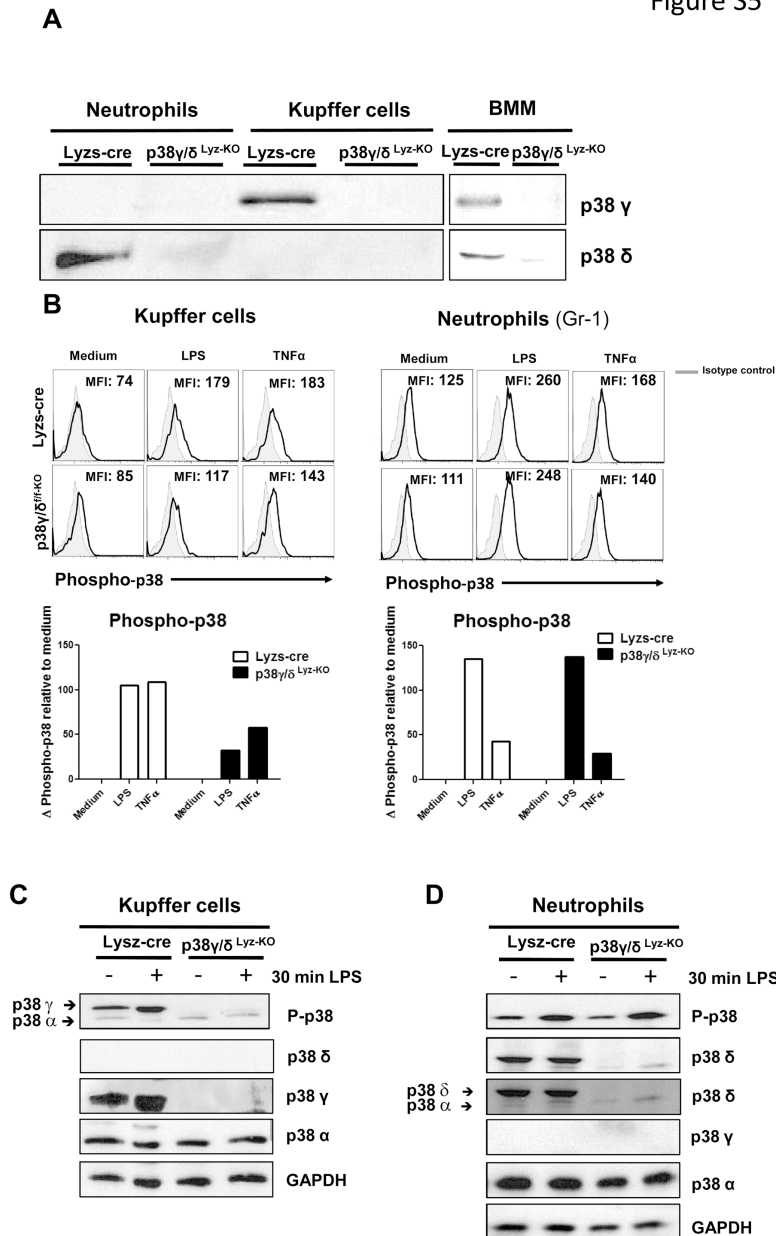 Figure S5
A
Neutrophils Kupffer cells BMM
Lyzs-cre p38γ/δ Lyz-KO Lyzs-cre p38γ/δ Lyz-KO Lyzs-cre p38γ/δ Lyz-KO
p38 γ
p38 δ
B
Kupffer cells
Medium LPS TNFα
Lyzs-cre
MFI: 74 MFI: 179 MFI: 183
p38γ/δ f/f-KO
MFI: 85 MFI: 117 MFI: 143
Phospho-p38
Neutrophils (Gr-1)
Medium LPS TNFα
Isotype control
MFI: 125 MFI: 260 MFI: 168
MFI: 111 MFI: 248 MFI: 140
Phospho-p38
Phospho-p38
Δ Phospho-p38 relative to medium
150
100
50
0
Lyzs-cre
p38γ/δ Lyz-KO
Medium LPS TNFα Medium LPS TNFα
Phospho-p38
Δ Phospho-p38 relative to medium
150
100
50
0
Lyzs-cre
p38γ/δ Lyz-KO
Medium LPS TNFα Medium LPS TNFα
C
Kupffer cells
Lysz-cre p38γ/δ Lyz-KO
- + - + 30 min LPS
p38 γ
p38 α
P-p38
p38 δ
p38 γ
p38 α
GAPDH
D
Neutrophils
Lysz-cre p38γ/δ Lyz-KO
- + - + 30 min LPS
P-p38
p38 δ
p38 δ
p38 α
p38 δ
p38 γ
p38 α
GAPDH